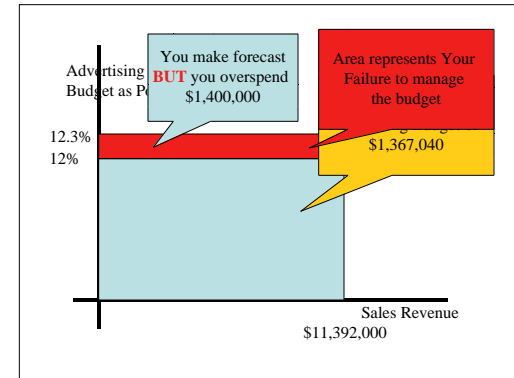 You make forecast
BUT you overspend
$1,400,000
Area represents Your
Failure to manage
the budget
Advertising
Budget as
12.3%
12%
$1,367,040
Sales Revenue
$11,392,000